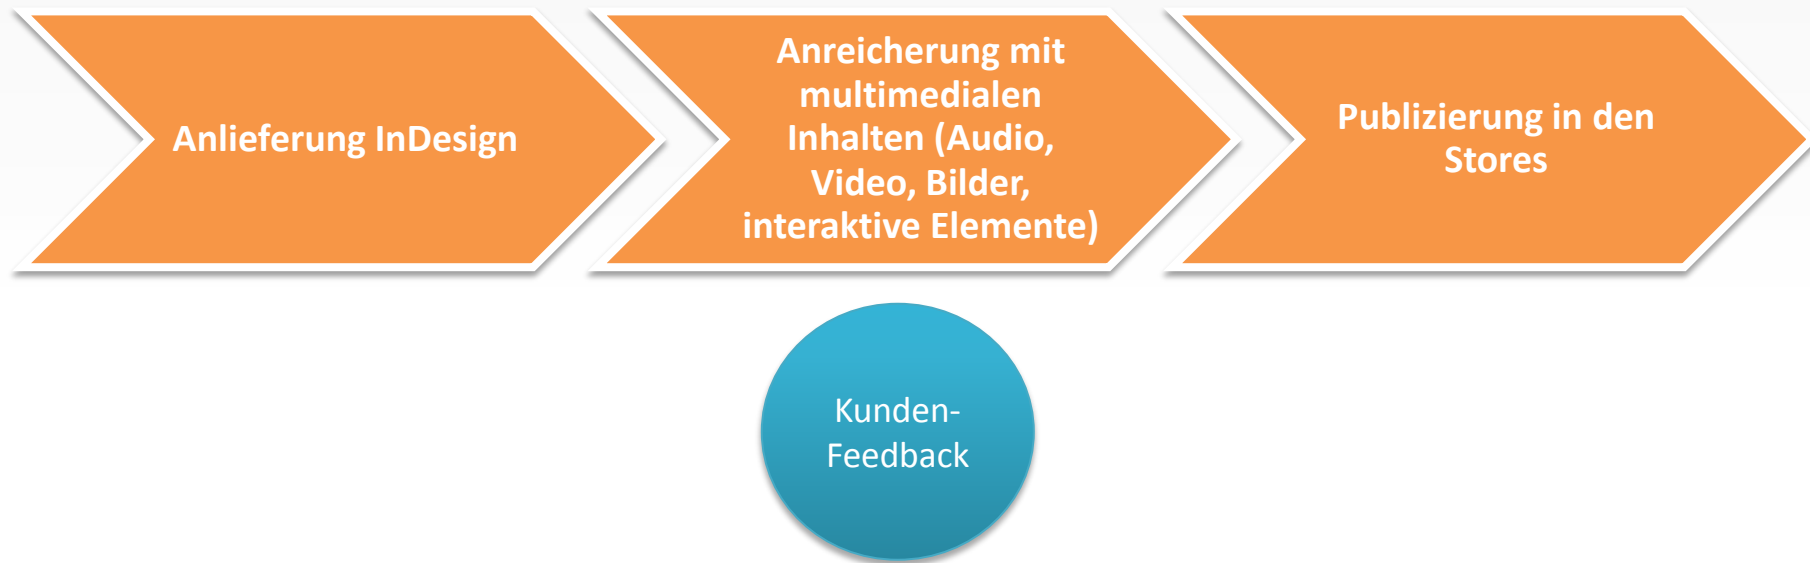 Anlieferung InDesign
Anreicherung mit
multimedialen
Inhalten (Audio,
Video, Bilder,
interaktive Elemente)
Publizierung in den
Stores
Kunden-
Feedback